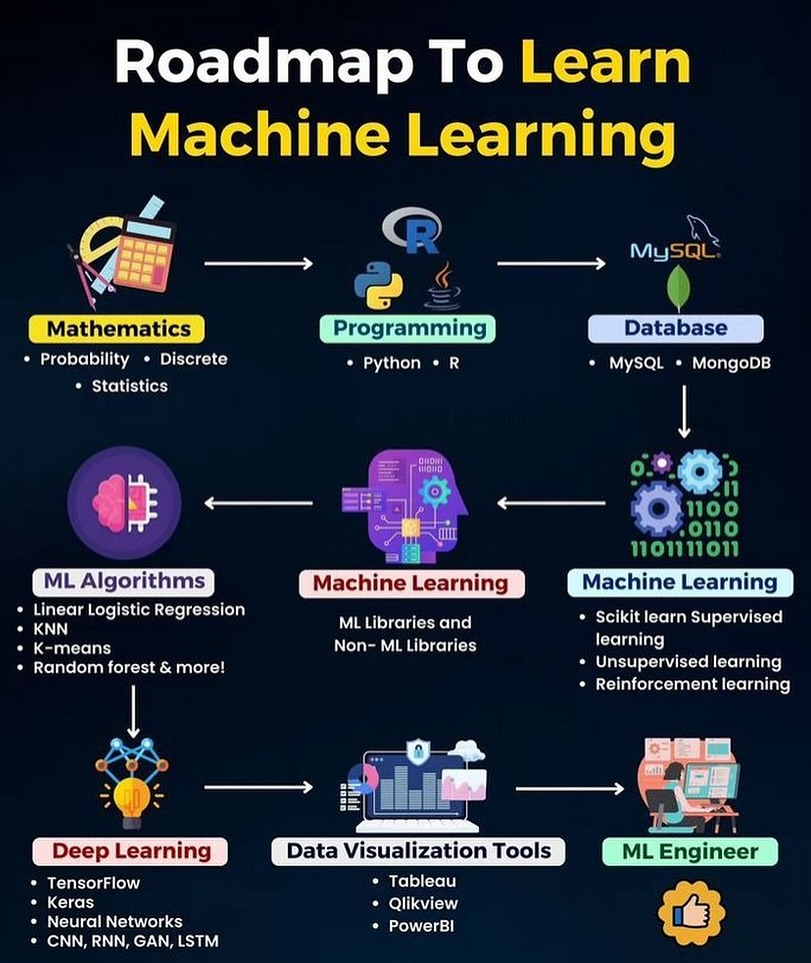 Roadmap To Learn
Machine Learning
R
MySQL
Mathematics
• Probability • Discrete
• Statistics
Programming
• Python • R
Database
• MySQL • MongoDB
Machine Learning
• Scikit learn Supervised
learning
• Unsupervised learning
• Reinforcement learning
Machine Learning
ML Libraries and
Non- ML Libraries
ML Algorithms
• Linear Logistic Regression
• KNN
• K-means
• Random forest & more!
Deep Learning
• TensorFlow
• Keras
• Neural Networks
• CNN, RNN, GAN, LSTM
Data Visualization Tools
• Tableau
• Qlikview
• PowerBI
ML Engineer